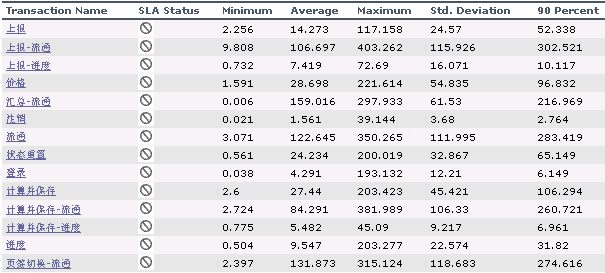 Transaction Name SLA Status Minimum Average Maximum Std. Deviation 90 Percent
上报 2.256 14.273 117.158 24.57 52.338
上报-流通 9.808 106.697 403.262 115.926 302.521
上报-进度 0.732 7.419 72.69 16.071 10.117
价格 1.591 28.698 221.614 54.835 96.832
汇总-流通 0.006 159.016 297.933 61.53 216.969
注销 0.021 1.561 39.144 3.68 2.764
流通 3.071 122.645 350.265 111.995 283.419
状态重置 0.561 24.234 200.019 32.867 65.149
登录 0.038 4.291 193.132 12.21 6.149
计算并保存 2.6 27.44 203.423 45.421 106.294
计算并保存-流通 2.724 84.291 381.989 106.33 260.721
计算并保存-进度 0.775 5.482 45.09 9.217 6.961
进度 0.504 9.547 203.277 22.574 31.82
页签切换-流通 2.397 131.873 315.124 118.683 274.616